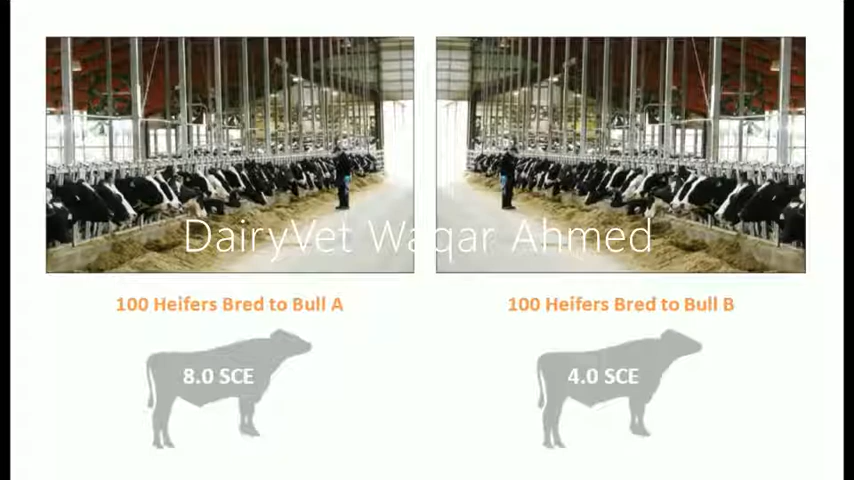 DairyVet Waqar Ahmed
100 Heifers Bred to Bull A
100 Heifers Bred to Bull B
8.0 SCE
4.0 SCE